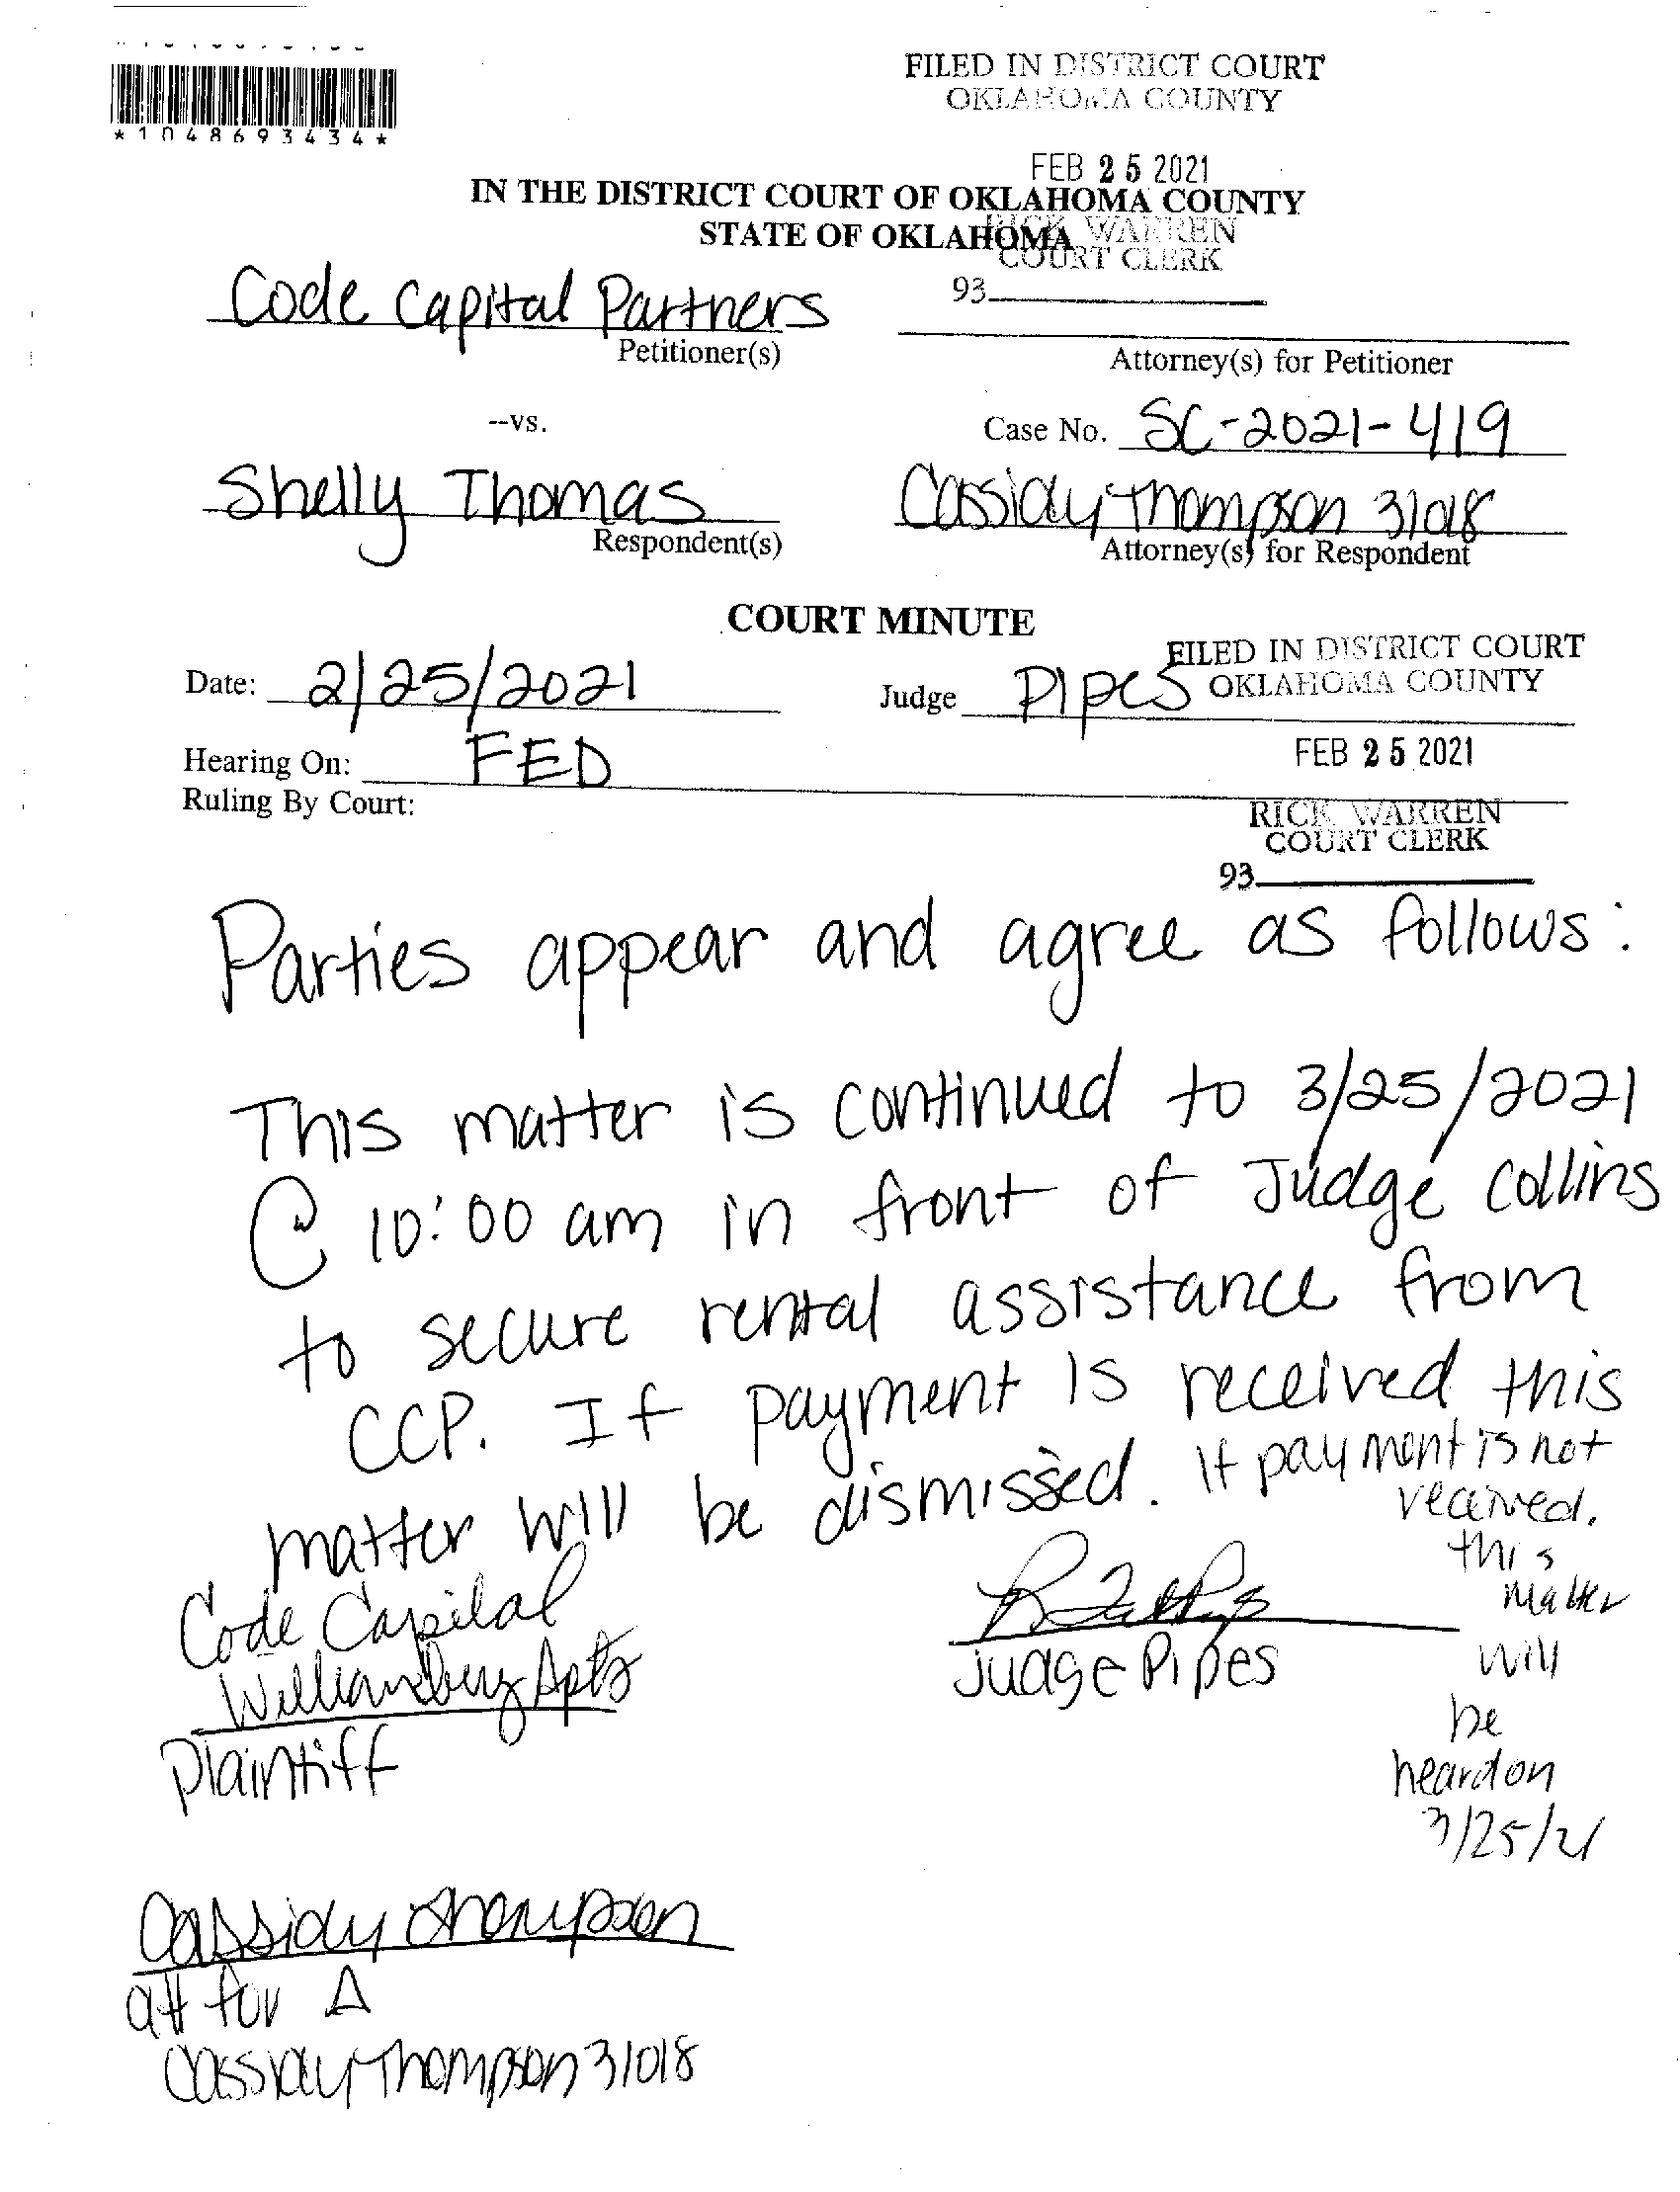 *1048693434*
FILED IN DISTRICT COURT
OKLAHOMA COUNTY
FEB 25 2021
IN THE DISTRICT COURT OF OKLAHOMA COUNTY
STATE OF OKLAHOMA
RICK WARREN
COURT CLERK
93
Code Capital Partners
Petitioner(s)
Attorney(s) for Petitioner
--vs.
Case No. SC-2021-419
Shelly Thomas
Respondent(s)
Cassidy Thompson 31018
Attorney(s) for Respondent
COURT MINUTE
FILED IN DISTRICT COURT
OKLAHOMA COUNTY
Date: 2/25/2021
Judge Pipes
FEB 25 2021
Hearing On: FED
Ruling By Court:
RICK WARREN
COURT CLERK
93
Parties appear and agree as follows:
This matter is continued to 3/25/2021
@ 10:00 am in front of Judge Collins
to secure rental assistance from
CCP. If payment is received this
matter will be dismissed. If payment is not
received.
this
matter
will
be
heard on
3/25/21
Code Capital
Williamsburg Apts
Plaintiff
Judge Pipes
Cassidy Thompson
att for Δ
Cassidy Thompson 31018